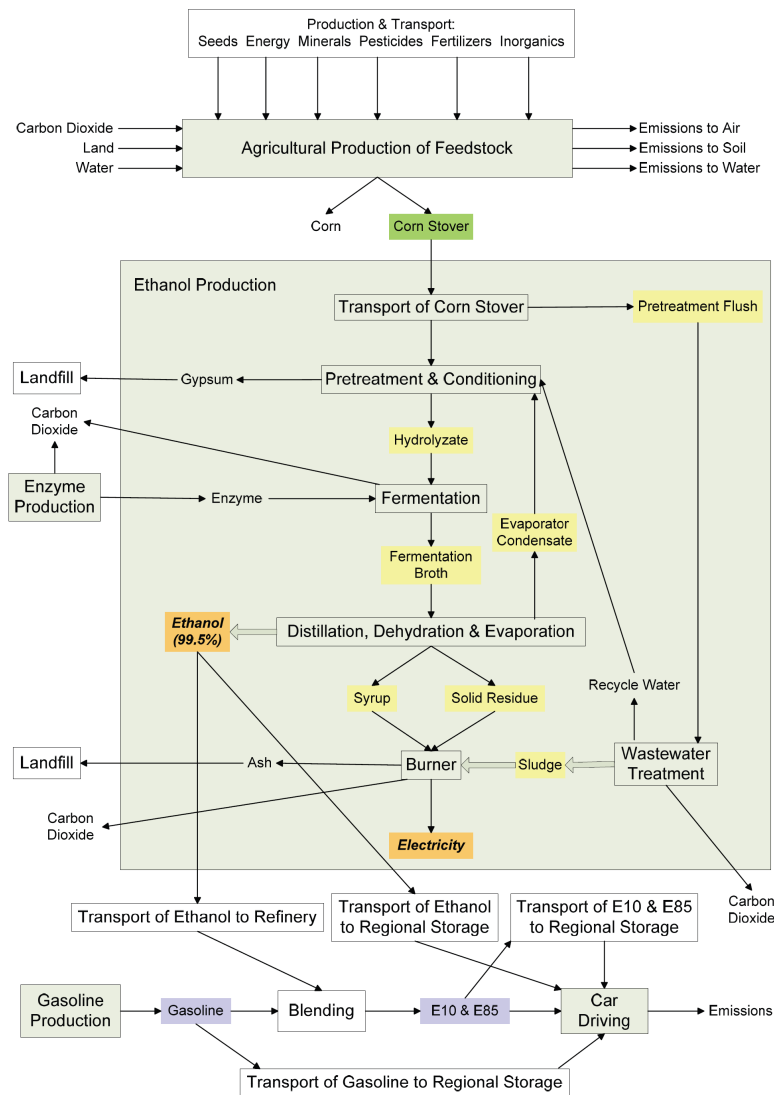 Production & Transport:
Seeds Energy Minerals Pesticides Fertilizers Inorganics
Carbon Dioxide
Land
Water
Agricultural Production of Feedstock
Emissions to Air
Emissions to Soil
Emissions to Water
Corn
Corn Stover
Ethanol Production
Transport of Corn Stover
Pretreatment Flush
Landfill
Gypsum
Pretreatment & Conditioning
Carbon
Dioxide
Hydrolyzate
Enzyme
Production
Enzyme
Fermentation
Evaporator
Condensate
Fermentation
Broth
Ethanol
(99.5%)
Distillation, Dehydration & Evaporation
Syrup
Solid Residue
Recycle Water
Landfill
Ash
Burner
Sludge
Wastewater
Treatment
Carbon
Dioxide
Electricity
Carbon
Dioxide
Transport of Ethanol to Refinery
Transport of Ethanol
to Regional Storage
Transport of E10 & E85
to Regional Storage
Gasoline
Production
Gasoline
Blending
E10 & E85
Car
Driving
Emissions
Transport of Gasoline to Regional Storage